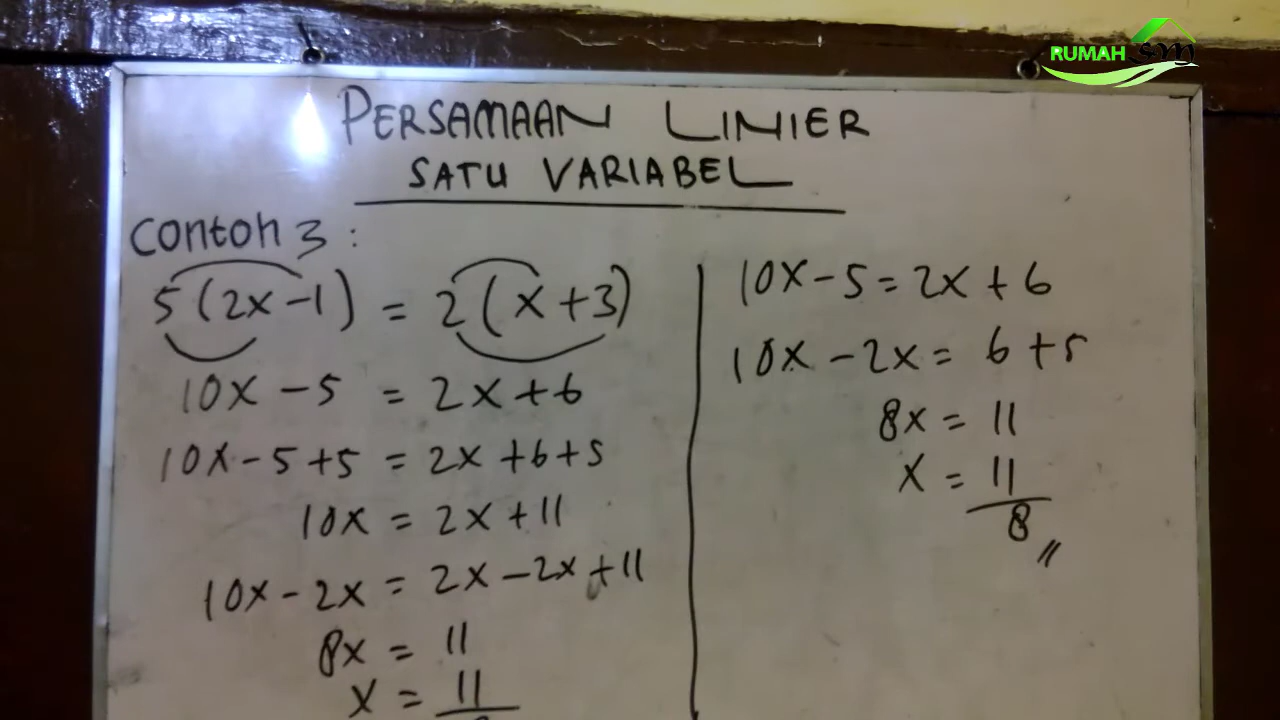 RUMAH SM
PERSAMAAN LINIER
SATU VARIABEL
Contoh 3 :
5 (2x - 1) = 2 (x + 3)
10x - 5 = 2x + 6
10x - 5 + 5 = 2x + 6 + 5
10x = 2x + 11
10x - 2x = 2x - 2x + 11
8x = 11
x = 11
10x - 5 = 2x + 6
10x - 2x = 6 + 5
8x = 11
x = 11
8 //